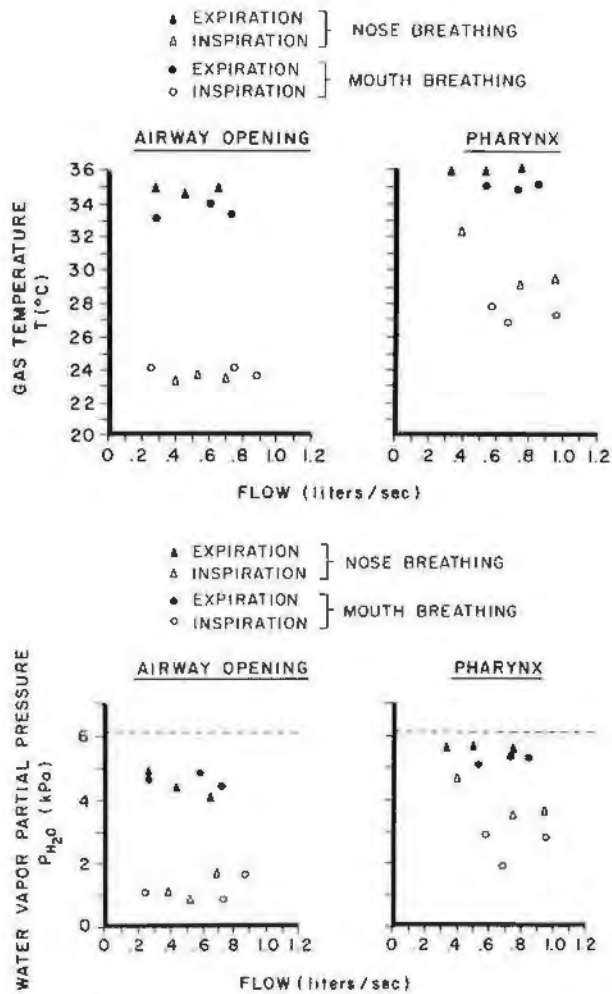 ▲ EXPIRATION
△ INSPIRATION
NOSE BREATHING
● EXPIRATION
○ INSPIRATION
MOUTH BREATHING
AIRWAY OPENING
PHARYNX
GAS TEMPERATURE
T(°C)
36
34
32
30
28
26
24
22
20
0 .2 .4 .6 .8 1.0 1.2
0 .2 .4 .6 .8 1.0 1.2
FLOW (liters/sec)
▲ EXPIRATION
△ INSPIRATION
NOSE BREATHING
● EXPIRATION
○ INSPIRATION
MOUTH BREATHING
AIRWAY OPENING
PHARYNX
WATER VAPOR PARTIAL PRESSURE
PH2O (kPa)
6
4
2
0
0 .2 .4 .6 .8 1.0 1.2
0 .2 .4 .6 .8 1.0 1.2
FLOW (liters/sec)